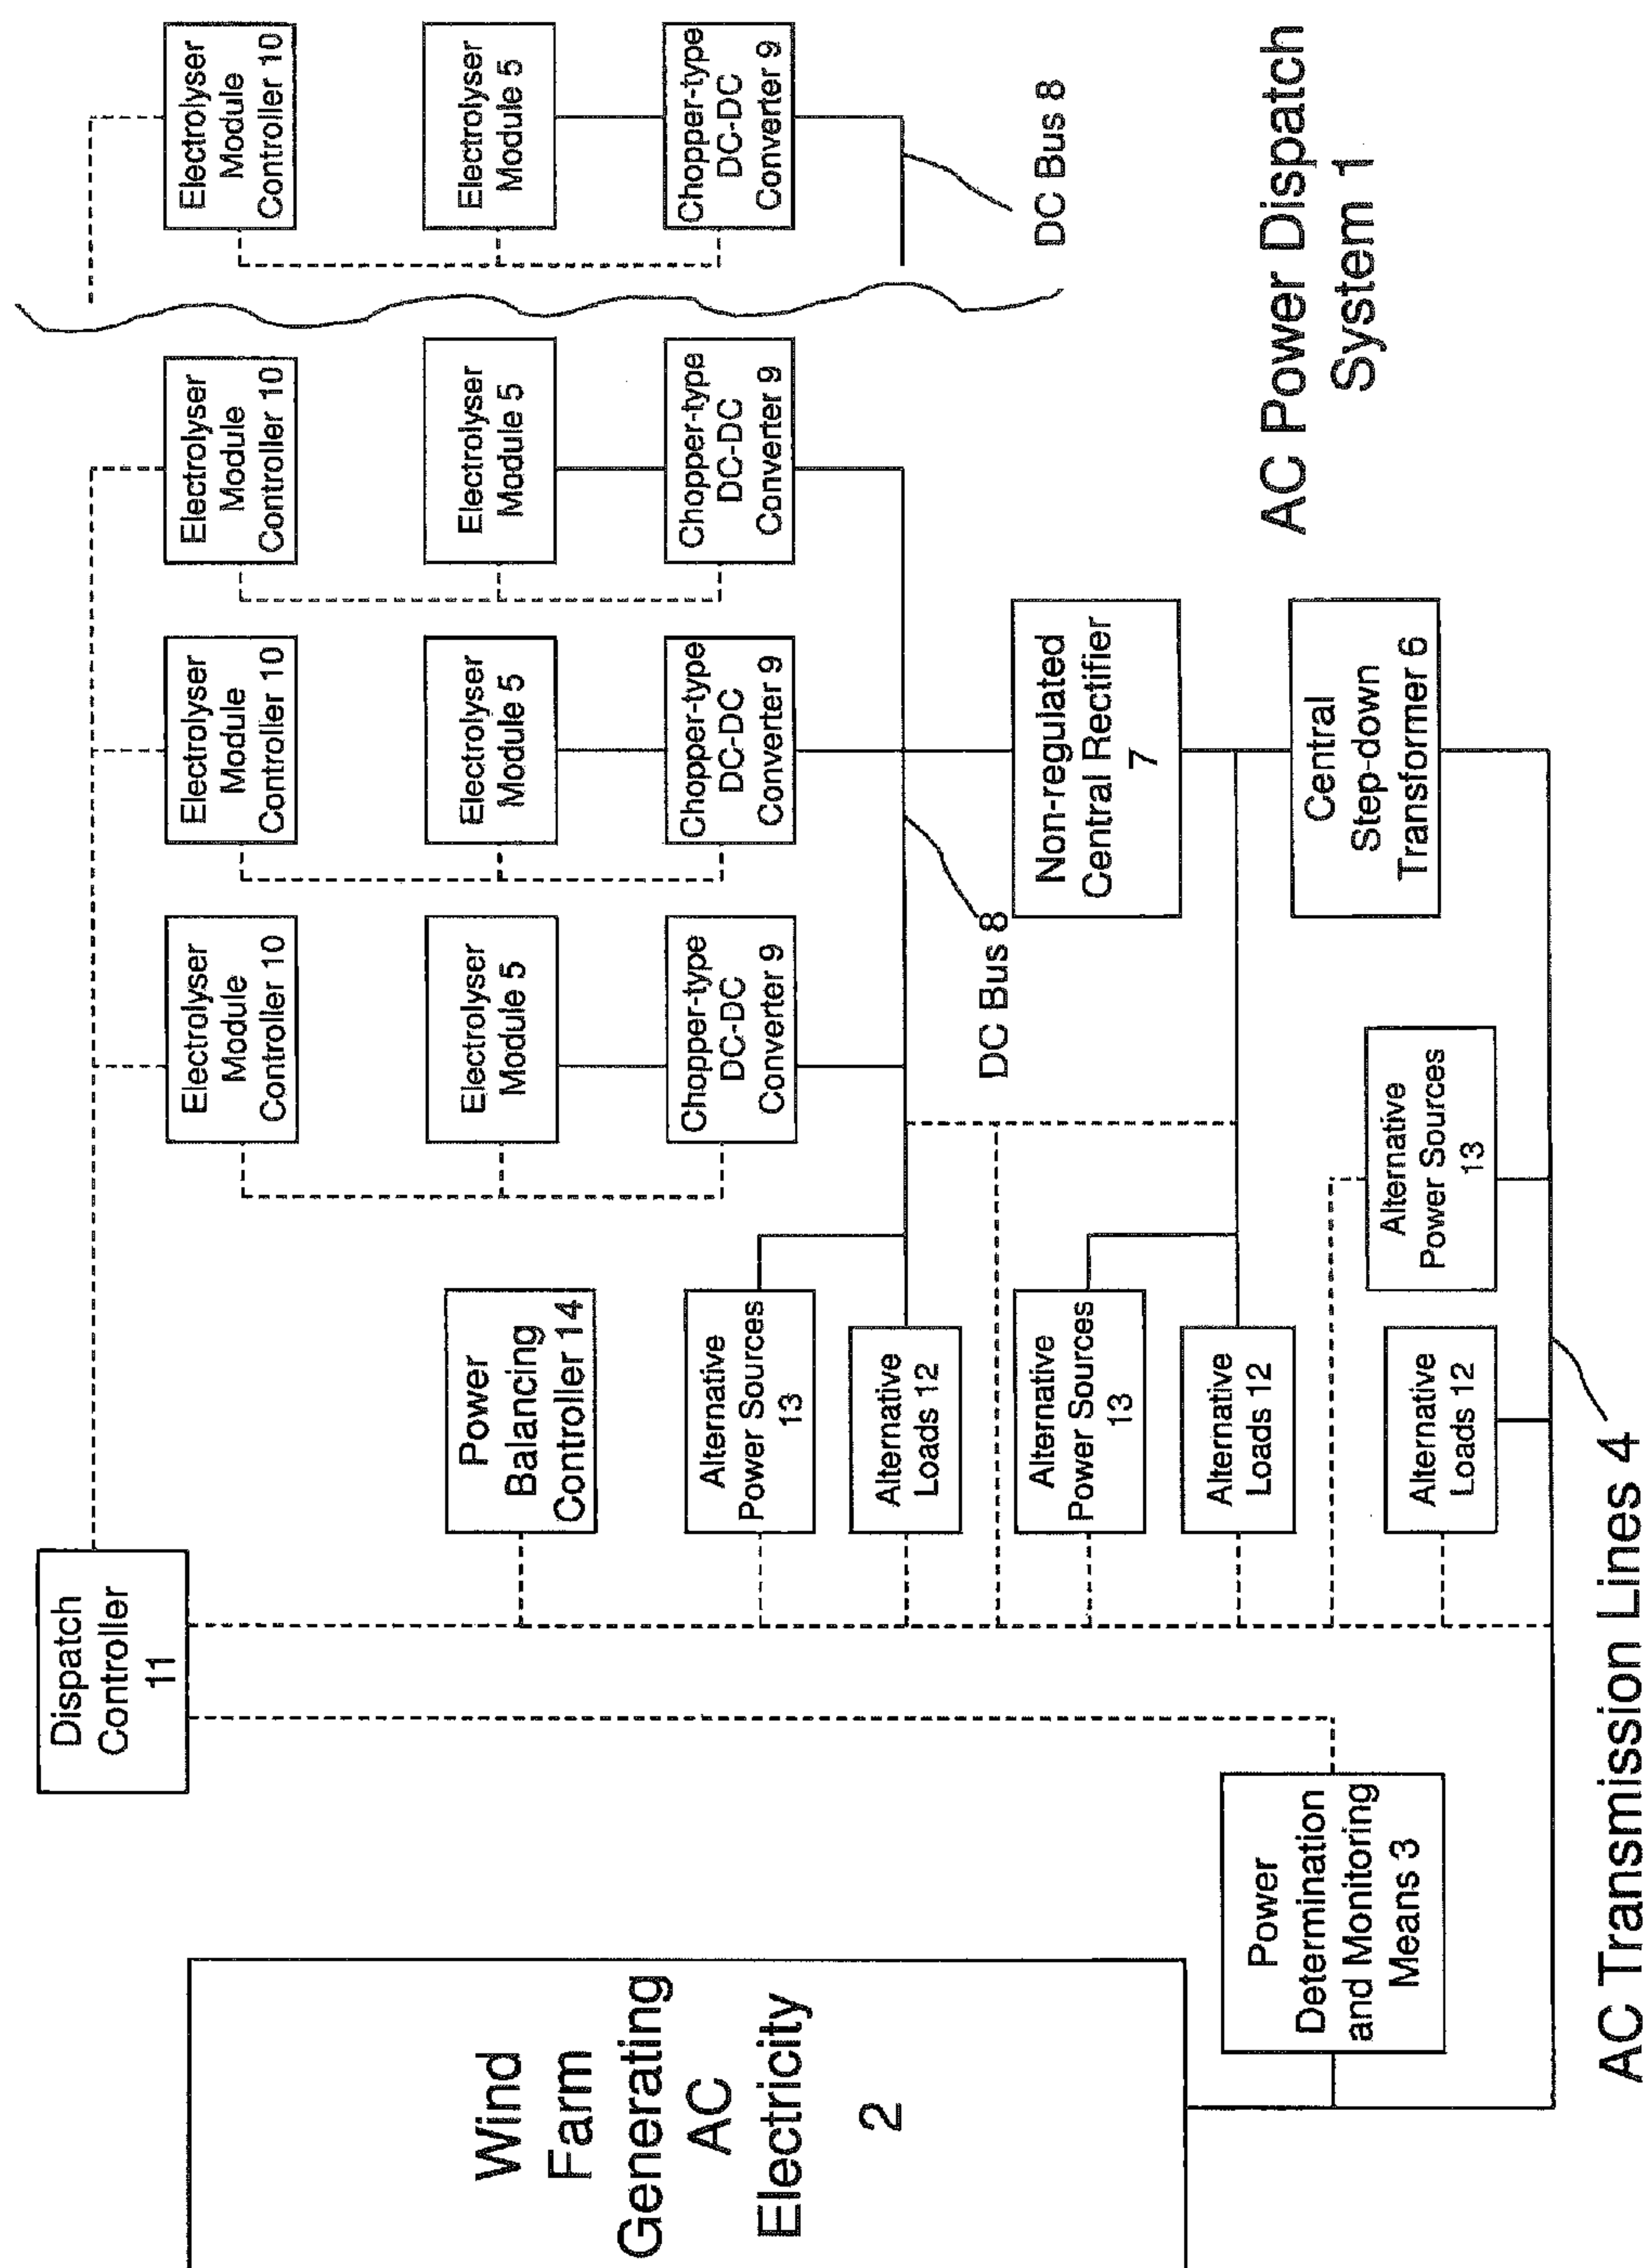 Wind
Farm
Generating
AC
Electricity
2
Dispatch
Controller
11
Power
Determination
and Monitoring
Means 3
Power
Balancing
Controller 14
Alternative
Power Sources
13
Alternative
Loads 12
Alternative
Power Sources
13
Alternative
Loads 12
Alternative
Loads 12
Alternative
Power Sources
13
AC Transmission Lines 4
Electrolyser
Module
Controller 10
Electrolyser
Module 5
Chopper-type
DC-DC
Converter 9
DC Bus 8
Electrolyser
Module
Controller 10
Electrolyser
Module 5
Chopper-type
DC-DC
Converter 9
Non-regulated
Central Rectifier
7
Central
Step-down
Transformer 6
Electrolyser
Module
Controller 10
Electrolyser
Module 5
Chopper-type
DC-DC
Converter 9
Electrolyser
Module
Controller 10
Electrolyser
Module 5
Chopper-type
DC-DC
Converter 9
DC Bus 8
AC Power Dispatch
System 1